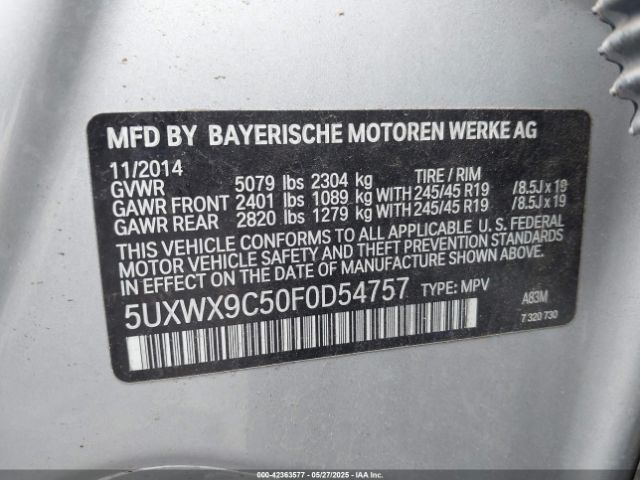 MFD BY BAYERISCHE MOTOREN WERKE AG
11/2014 TIRE / RIM
GVWR 5079 lbs 2304 kg
GAWR FRONT 2401 lbs 1089 kg WITH 245/45 R19 /8.5J x 19
GAWR REAR 2820 lbs 1279 kg WITH 245/45 R19 /8.5J x 19
THIS VEHICLE CONFORMS TO ALL APPLICABLE U. S. FEDERAL
MOTOR VEHICLE SAFETY AND THEFT PREVENTION STANDARDS
IN EFFECT ON THE DATE OF MANUFACTURE SHOWN ABOVE.
5UXWX9C50F0D54757 TYPE: MPV A83M
7 320 730
000-42363577 - 05/27/2025 - IAAI.COM